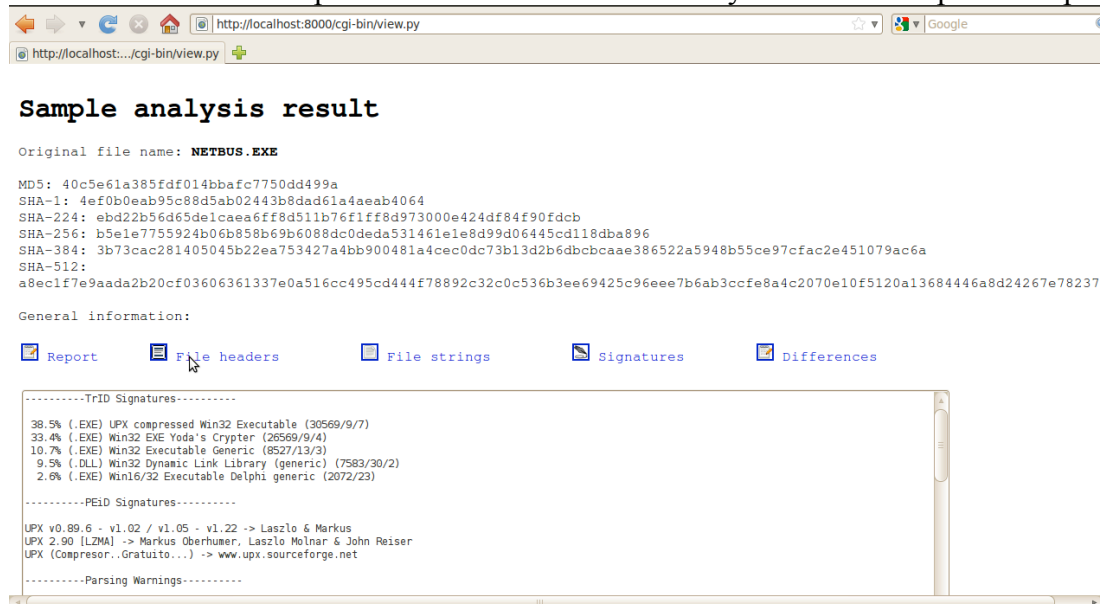 http://localhost:8000/cgi-bin/view.py
Google
http://localhost:.../cgi-bin/view.py
Sample analysis result
Original file name: NETBUS.EXE
MD5: 40c5e61a385fdf014bbafc7750dd499a
SHA-1: 4ef0b0eab95c88d5ab02443b8dad61a4aeab4064
SHA-224: ebd22b56d65de1caea6ff8d511b76f1ff8d973000e424df84f90fdcb
SHA-256: b5e1e7755924b06b858b69b6088dc0deda531461e1e8d99d06445cd118dba896
SHA-384: 3b73cac281405045b22ea753427a4bb900481a4cec0dc73b13d2b6dbcbcaae386522a5948b55ce97cfac2e451079ac6a
SHA-512:
a8ec1f7e9aada2b20cf03606361337e0a516cc495cd444f78892c32c0c536b3ee69425c96eee7b6ab3ccfe8a4c2070e10f5120a13684446a8d24267e78237
General information:
Report File headers File strings Signatures Differences
----------TrID Signatures----------
38.5% (.EXE) UPX compressed Win32 Executable (30569/9/7)
33.4% (.EXE) Win32 EXE Yoda's Crypter (26569/9/4)
10.7% (.EXE) Win32 Executable Generic (8527/13/3)
9.5% (.DLL) Win32 Dynamic Link Library (generic) (7583/30/2)
2.6% (.EXE) Win16/32 Executable Delphi generic (2072/23)
----------PEiD Signatures----------
UPX v0.89.6 - v1.02 / v1.05 - v1.22 -> Laszlo & Markus
UPX 2.90 [LZMA] -> Markus Oberhumer, Laszlo Molnar & John Reiser
UPX (Compresor..Gratuito...) -> www.upx.sourceforge.net
----------Parsing Warnings----------